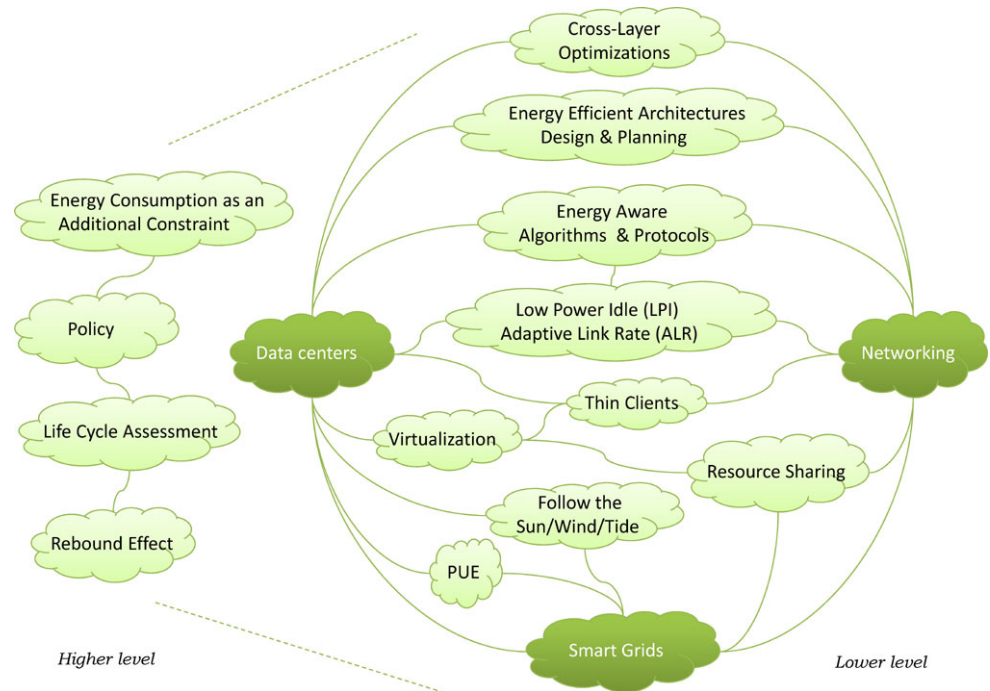 Cross-Layer
Optimizations
Energy Efficient Architectures
Design & Planning
Energy Consumption as an
Additional Constraint
Energy Aware
Algorithms & Protocols
Policy
Low Power Idle (LPI)
Adaptive Link Rate (ALR)
Data centers
Networking
Thin Clients
Life Cycle Assessment
Virtualization
Resource Sharing
Follow the
Sun/Wind/Tide
Rebound Effect
PUE
Smart Grids
Higher level
Lower level